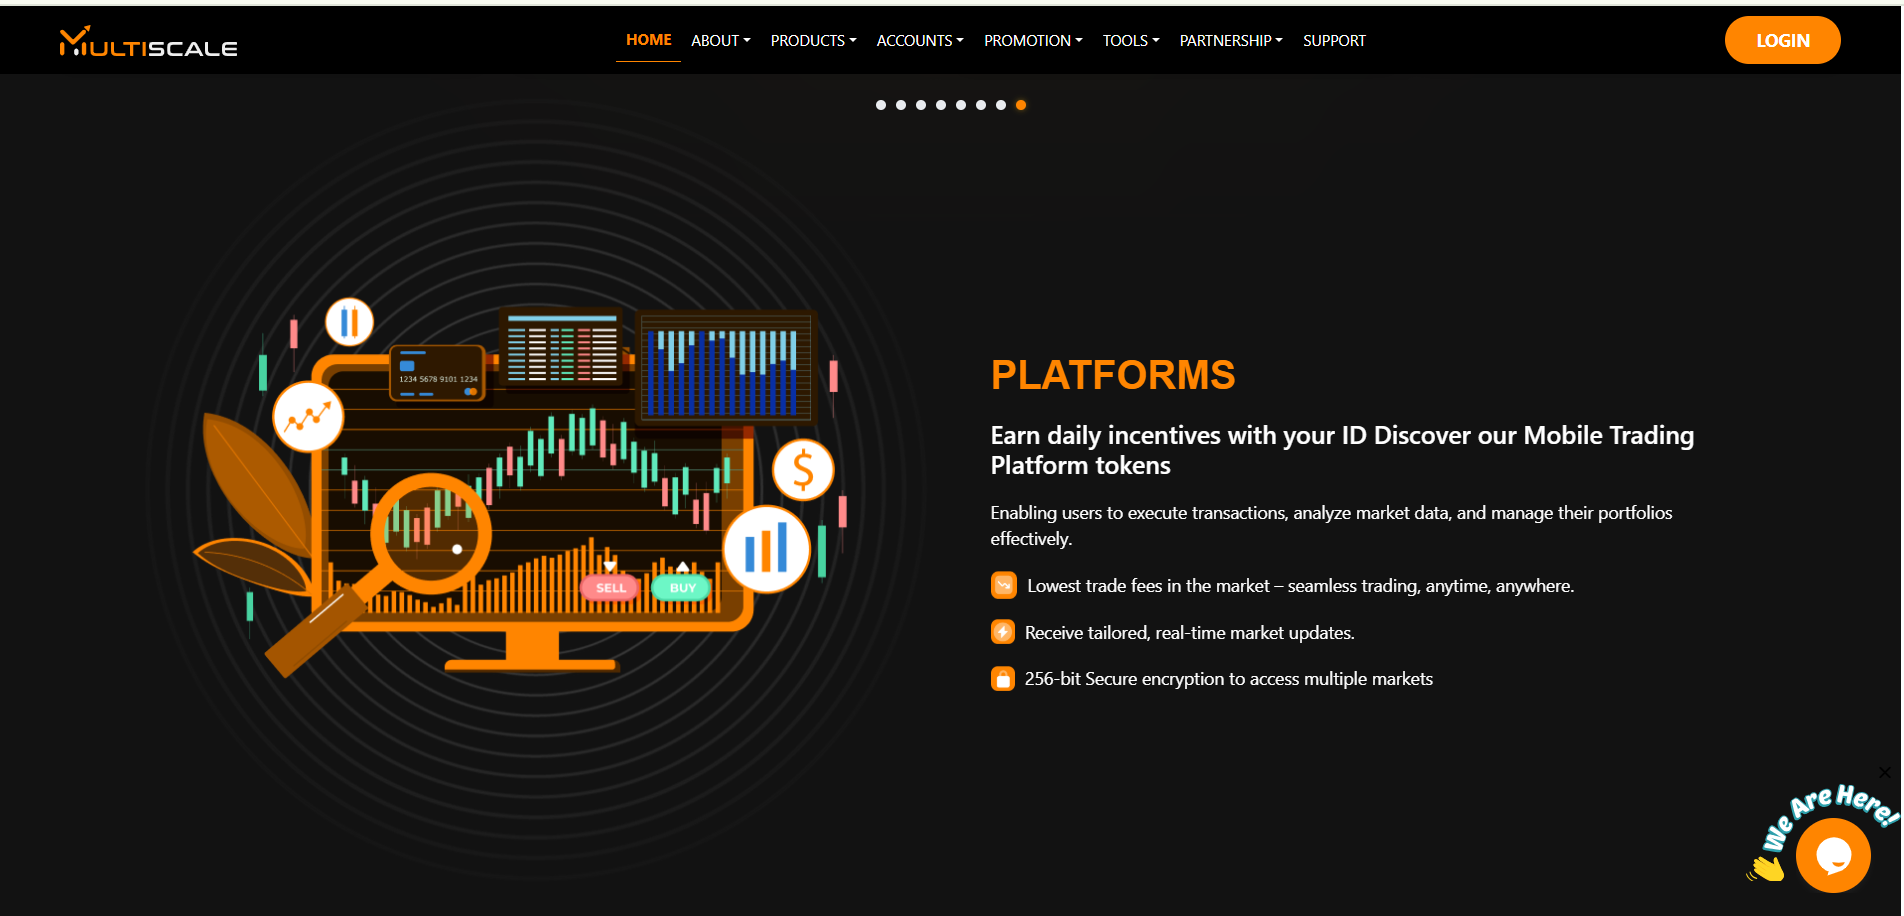 MULTISCALE
HOME ABOUT PRODUCTS ACCOUNTS PROMOTION TOOLS PARTNERSHIP SUPPORT
LOGIN
1234 5678 9101 1234
$
SELL BUY
PLATFORMS
Earn daily incentives with your ID Discover our Mobile Trading
Platform tokens
Enabling users to execute transactions, analyze market data, and manage their portfolios
effectively.
Lowest trade fees in the market – seamless trading, anytime, anywhere.
Receive tailored, real-time market updates.
256-bit Secure encryption to access multiple markets
We Are Here!